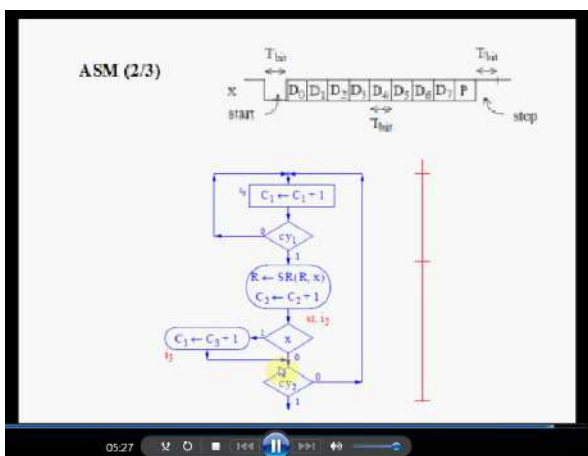 ASM (2/3)
T_bit
T_bit
x
D0 D1 D2 D3 D4 D5 D6 D7 P
start
T_bit
stop
C1 ← C1 + 1
0
cy1
1
R ← SR(R, x)
C2 ← C2 + 1
x
C3 ← C3 + 1
i3
0
cy2
0
1
05:27